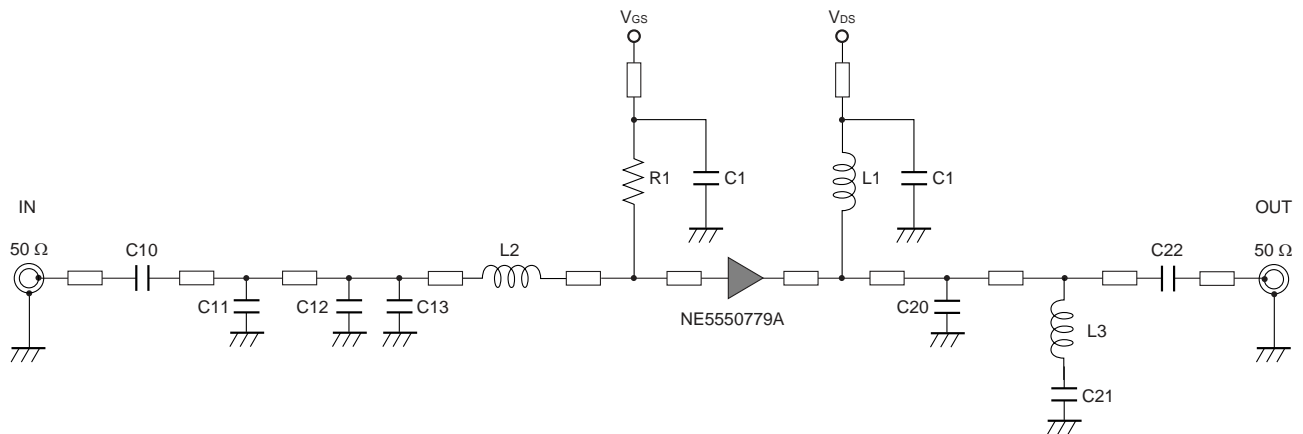 VGS
VDS
R1
C1
L1
C1
IN
OUT
50 Ω
C10
L2
C22
50 Ω
C11
C12
C13
NE5550779A
C20
L3
C21